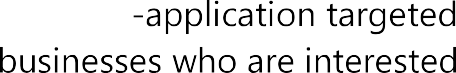 -application targeted
businesses who are interested